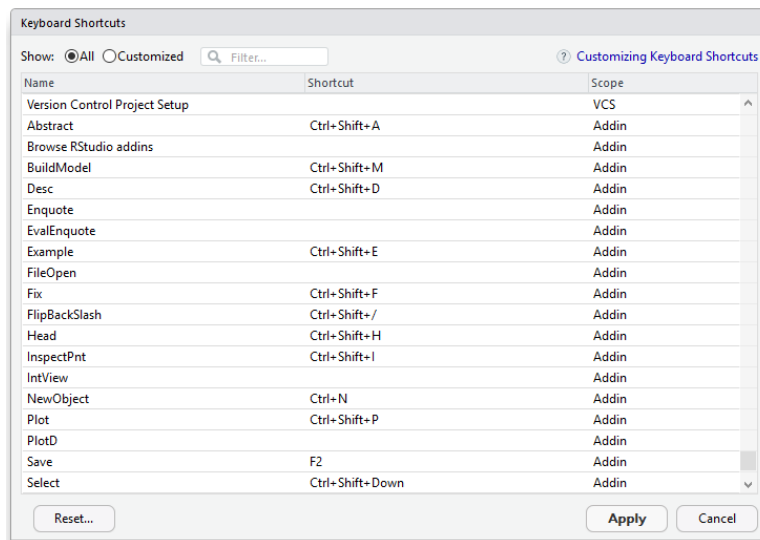 Keyboard Shortcuts
Show: All Customized Filter... ? Customizing Keyboard Shortcuts
Name Shortcut Scope
Version Control Project Setup VCS
Abstract Ctrl+Shift+A Addin
Browse RStudio addins Addin
BuildModel Ctrl+Shift+M Addin
Desc Ctrl+Shift+D Addin
Enquote Addin
EvalEnquote Addin
Example Ctrl+Shift+E Addin
FileOpen Addin
Fix Ctrl+Shift+F Addin
FlipBackSlash Ctrl+Shift+/ Addin
Head Ctrl+Shift+H Addin
InspectPnt Ctrl+Shift+I Addin
IntView Addin
NewObject Ctrl+N Addin
Plot Ctrl+Shift+P Addin
PlotD Addin
Save F2 Addin
Select Ctrl+Shift+Down Addin
Reset... Apply Cancel